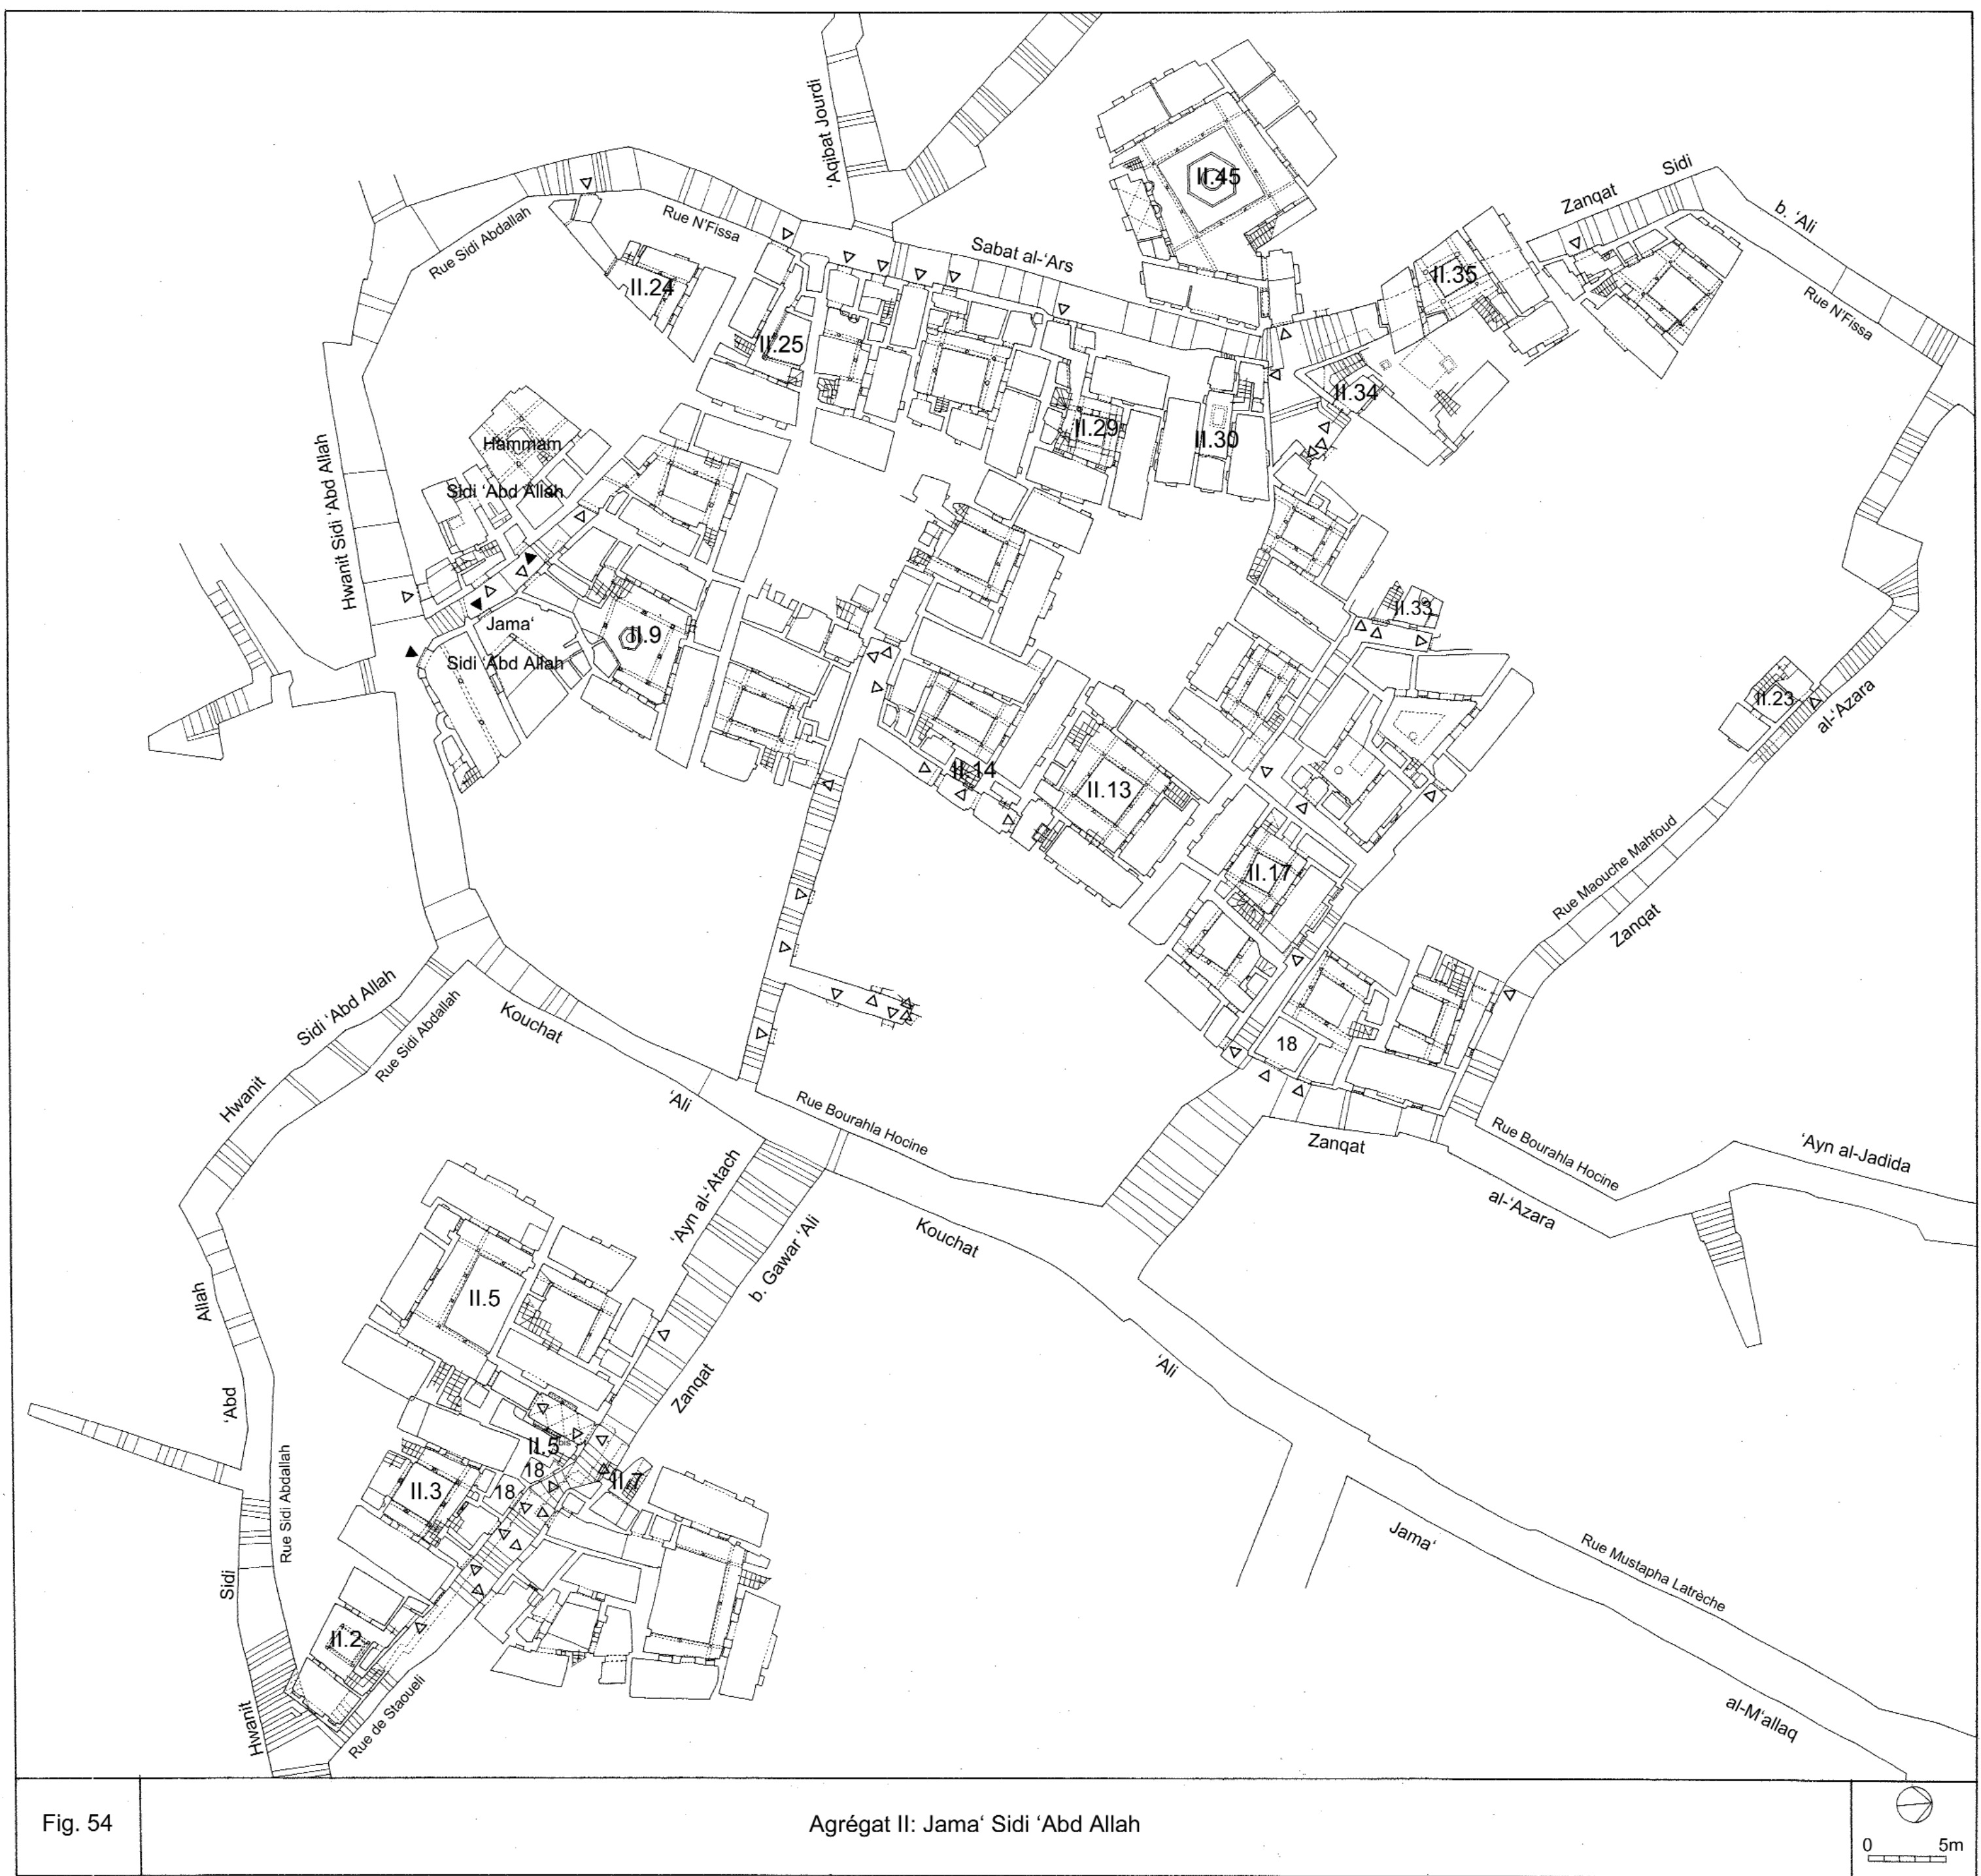 'Aqibat Jourdi
Rue Sidi Abdallah
Rue N'Fissa
Sabat al-'Ars
II.45
Zanqat
Sidi
b. 'Ali
Rue N'Fissa
II.24
II.25
II.35
II.34
II.29
II.30
Hwanit Sidi 'Abd Allah
Hammam
Sidi 'Abd Allah
Jama'
Sidi 'Abd Allah
II.9
II.33
II.23
al-'Azara
II.14
II.13
II.17
Rue Maouche Mahfoud
Zanqat
18
Sidi 'Abd Allah
Rue Sidi Abdallah
Hwanit
Kouchat
'Ali
Rue Bourahla Hocine
Zanqat
Rue Bourahla Hocine
'Ayn al-Jadida
al-'Azara
'Ayn al-'Atach
b. Gawar 'Ali
Kouchat
Zanqat
'Ali
Allah
'Abd
II.5
II.5bis
18
18
II.7
II.3
Rue Sidi Abdallah
Sidi
II.2
Hwanit
Rue de Staoueli
Jama'
Rue Mustapha Latrèche
al-M'allaq
Fig. 54
Agrégat II: Jama' Sidi 'Abd Allah
0 5m